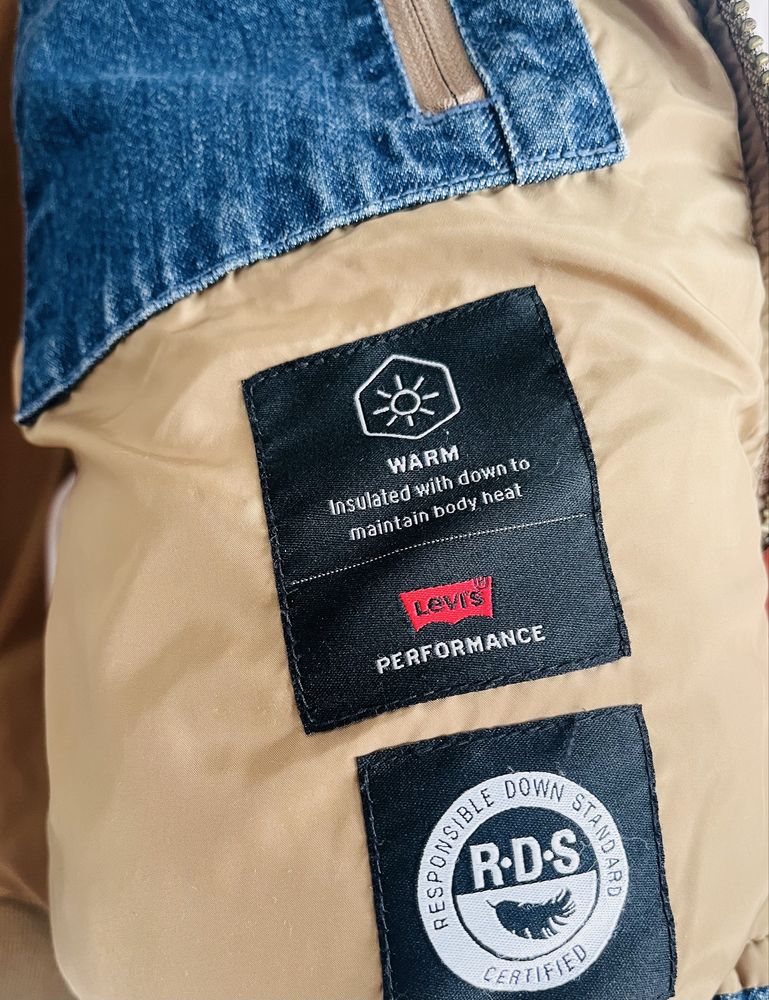 WARM
Insulated with down to
maintain body heat
Levi's®
PERFORMANCE
RESPONSIBLE DOWN STANDARD
R·D·S
CERTIFIED